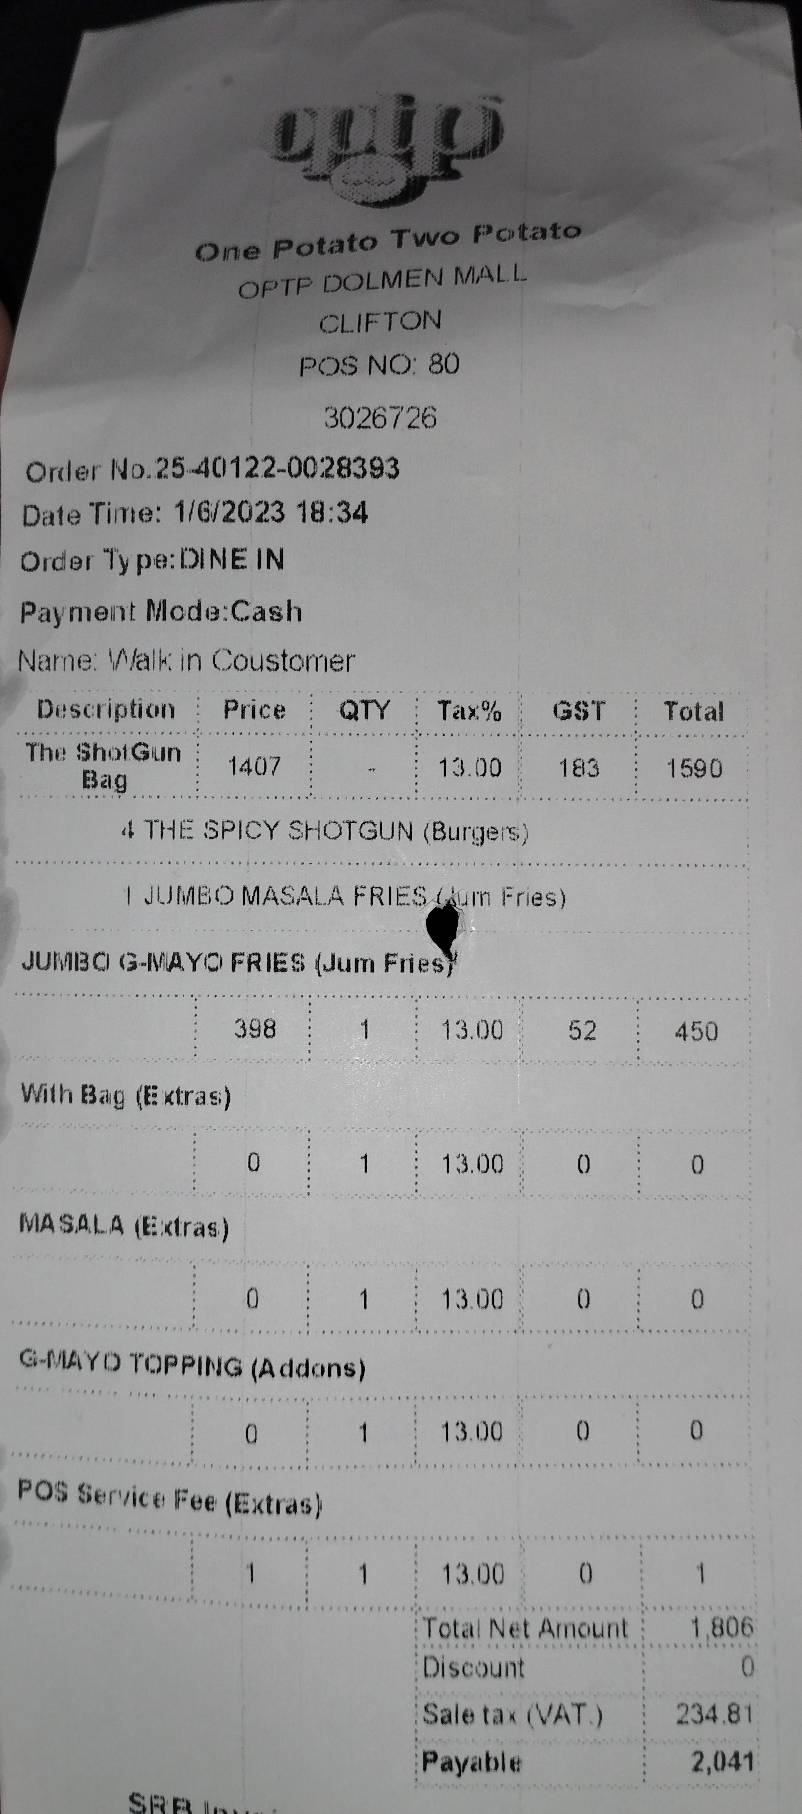 optp
One Potato Two Potato
OPTP DOLMEN MALL
CLIFTON
POS NO: 80
3026726
Order No.25-40122-0028393
Date Time: 1/6/2023 18:34
Order Type:DINE IN
Payment Mode:Cash
Name: Walk in Coustomer
Description Price QTY Tax% GST Total
The ShotGun
Bag 1407 - 13.00 183 1590
4 THE SPICY SHOTGUN (Burgers)
1 JUMBO MASALA FRIES (Jum Fries)
JUMBO G-MAYO FRIES (Jum Fries)
398 1 13.00 52 450
With Bag (Extras)
0 1 13.00 0 0
MASALA (Extras)
0 1 13.00 0 0
G-MAYO TOPPING (Addons)
0 1 13.00 0 0
POS Service Fee (Extras)
1 1 13.00 0 1
Total Net Amount 1,806
Discount 0
Sale tax (VAT.) 234.81
Payable 2,041
SRB